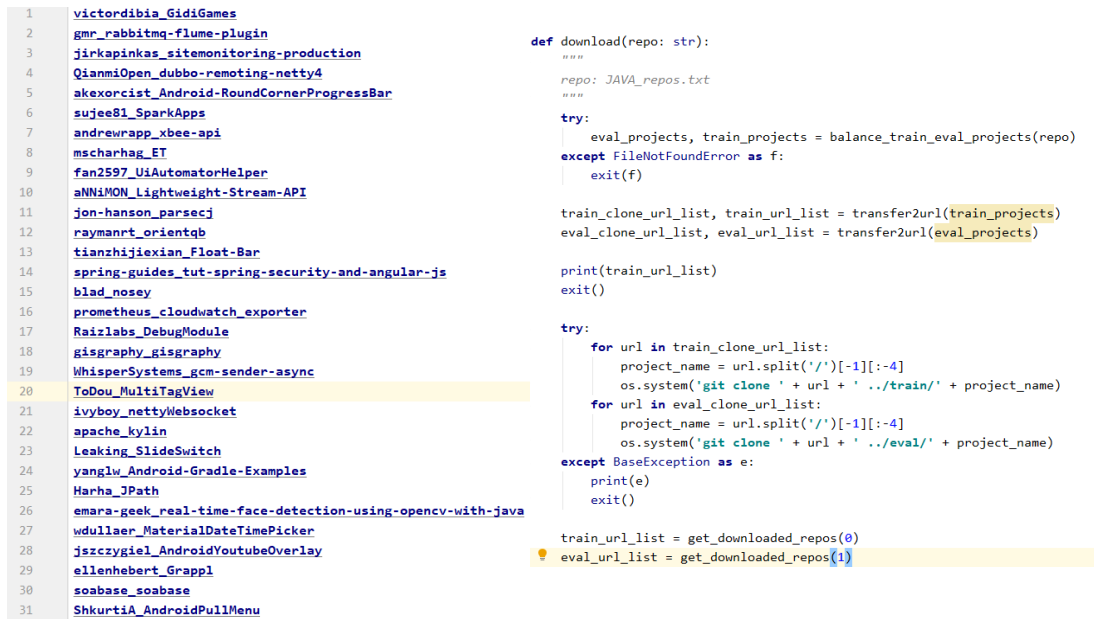 1 victordibia_GidiGames
2 gmr_rabbitmq-flume-plugin
3 jirkapinkas_sitemonitoring-production
4 QianmiOpen_dubbo-remoting-netty4
5 akexorcist_Android-RoundCornerProgressBar
6 sujee81_SparkApps
7 andrewrapp_xbee-api
8 mscharhag_ET
9 fan2597_UiAutomatorHelper
10 aNNiMON_Lightweight-Stream-API
11 jon-hanson_parsecj
12 raymanrt_orientqb
13 tianzhijiexian_Float-Bar
14 spring-guides_tut-spring-security-and-angular-js
15 blad_nosey
16 prometheus_cloudwatch_exporter
17 Raizlabs_DebugModule
18 gisgraphy_gisgraphy
19 WhisperSystems_gcm-sender-async
20 ToDou_MultiTagView
21 ivyboy_nettyWebsocket
22 apache_kylin
23 Leaking_SlideSwitch
24 yanglw_Android-Gradle-Examples
25 Harha_JPath
26 emara-geek_real-time-face-detection-using-opencv-with-java
27 wdullaer_MaterialDateTimePicker
28 jszczygiel_AndroidYoutubeOverlay
29 ellenhebert_Grappl
30 soabase_soabase
31 ShkurtiA_AndroidPullMenu
def download(repo: str):
    """
    repo: JAVA_repos.txt
    """
    try:
        eval_projects, train_projects = balance_train_eval_projects(repo)
    except FileNotFoundError as f:
        exit(f)
    train_clone_url_list, train_url_list = transfer2url(train_projects)
    eval_clone_url_list, eval_url_list = transfer2url(eval_projects)
    print(train_url_list)
    exit()
    try:
        for url in train_clone_url_list:
            project_name = url.split('/')[-1][:-4]
            os.system('git clone ' + url + ' ../train/' + project_name)
        for url in eval_clone_url_list:
            project_name = url.split('/')[-1][:-4]
            os.system('git clone ' + url + ' ../eval/' + project_name)
    except BaseException as e:
        print(e)
        exit()
    train_url_list = get_downloaded_repos(0)
    eval_url_list = get_downloaded_repos(1)